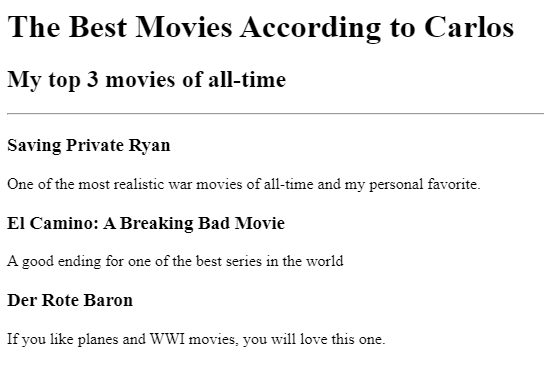 The Best Movies According to Carlos
My top 3 movies of all-time
Saving Private Ryan
One of the most realistic war movies of all-time and my personal favorite.
El Camino: A Breaking Bad Movie
A good ending for one of the best series in the world
Der Rote Baron
If you like planes and WWI movies, you will love this one.